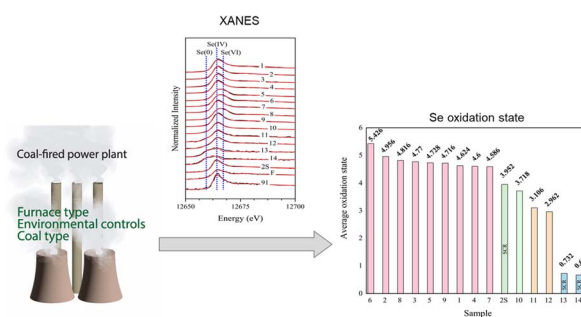 XANES
Se(IV)
Se(0)
Se(VI)
1
2
3
4
5
6
7
8
9
10
11
12
13
14
2S
F
91
Normalized Intensity
12650
12675
12700
Energy (eV)
Coal-fired power plant
Furnace type
Environmental controls
Coal type
Se oxidation state
Average oxidation state
6
5
4
3
2
1
0
5.426
4.956
4.816
4.77
4.728
4.716
4.624
4.6
4.586
3.952
3.718
3.106
2.962
0.732
SCR
SCR
SCR
6 2 8 3 5 9 1 4 7 2S 10 11 12 13 14
Sample